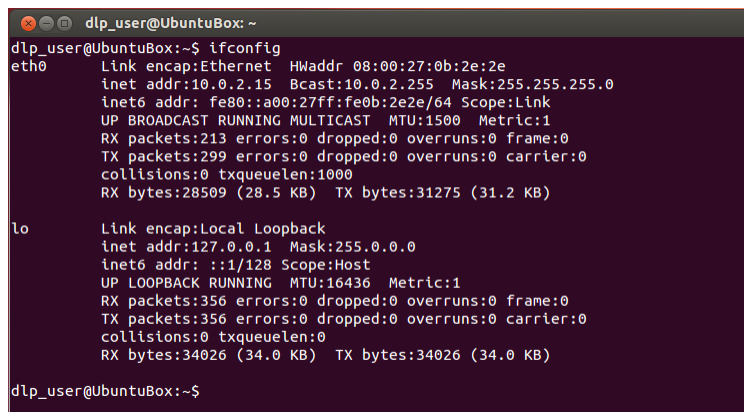 dlp_user@UbuntuBox: ~
dlp_user@UbuntuBox:~$ ifconfig
eth0      Link encap:Ethernet  HWaddr 08:00:27:0b:2e:2e
          inet addr:10.0.2.15  Bcast:10.0.2.255  Mask:255.255.255.0
          inet6 addr: fe80::a00:27ff:fe0b:2e2e/64 Scope:Link
          UP BROADCAST RUNNING MULTICAST  MTU:1500  Metric:1
          RX packets:213 errors:0 dropped:0 overruns:0 frame:0
          TX packets:299 errors:0 dropped:0 overruns:0 carrier:0
          collisions:0 txqueuelen:1000
          RX bytes:28509 (28.5 KB)  TX bytes:31275 (31.2 KB)

lo        Link encap:Local Loopback
          inet addr:127.0.0.1  Mask:255.0.0.0
          inet6 addr: ::1/128 Scope:Host
          UP LOOPBACK RUNNING  MTU:16436  Metric:1
          RX packets:356 errors:0 dropped:0 overruns:0 frame:0
          TX packets:356 errors:0 dropped:0 overruns:0 carrier:0
          collisions:0 txqueuelen:0
          RX bytes:34026 (34.0 KB)  TX bytes:34026 (34.0 KB)

dlp_user@UbuntuBox:~$